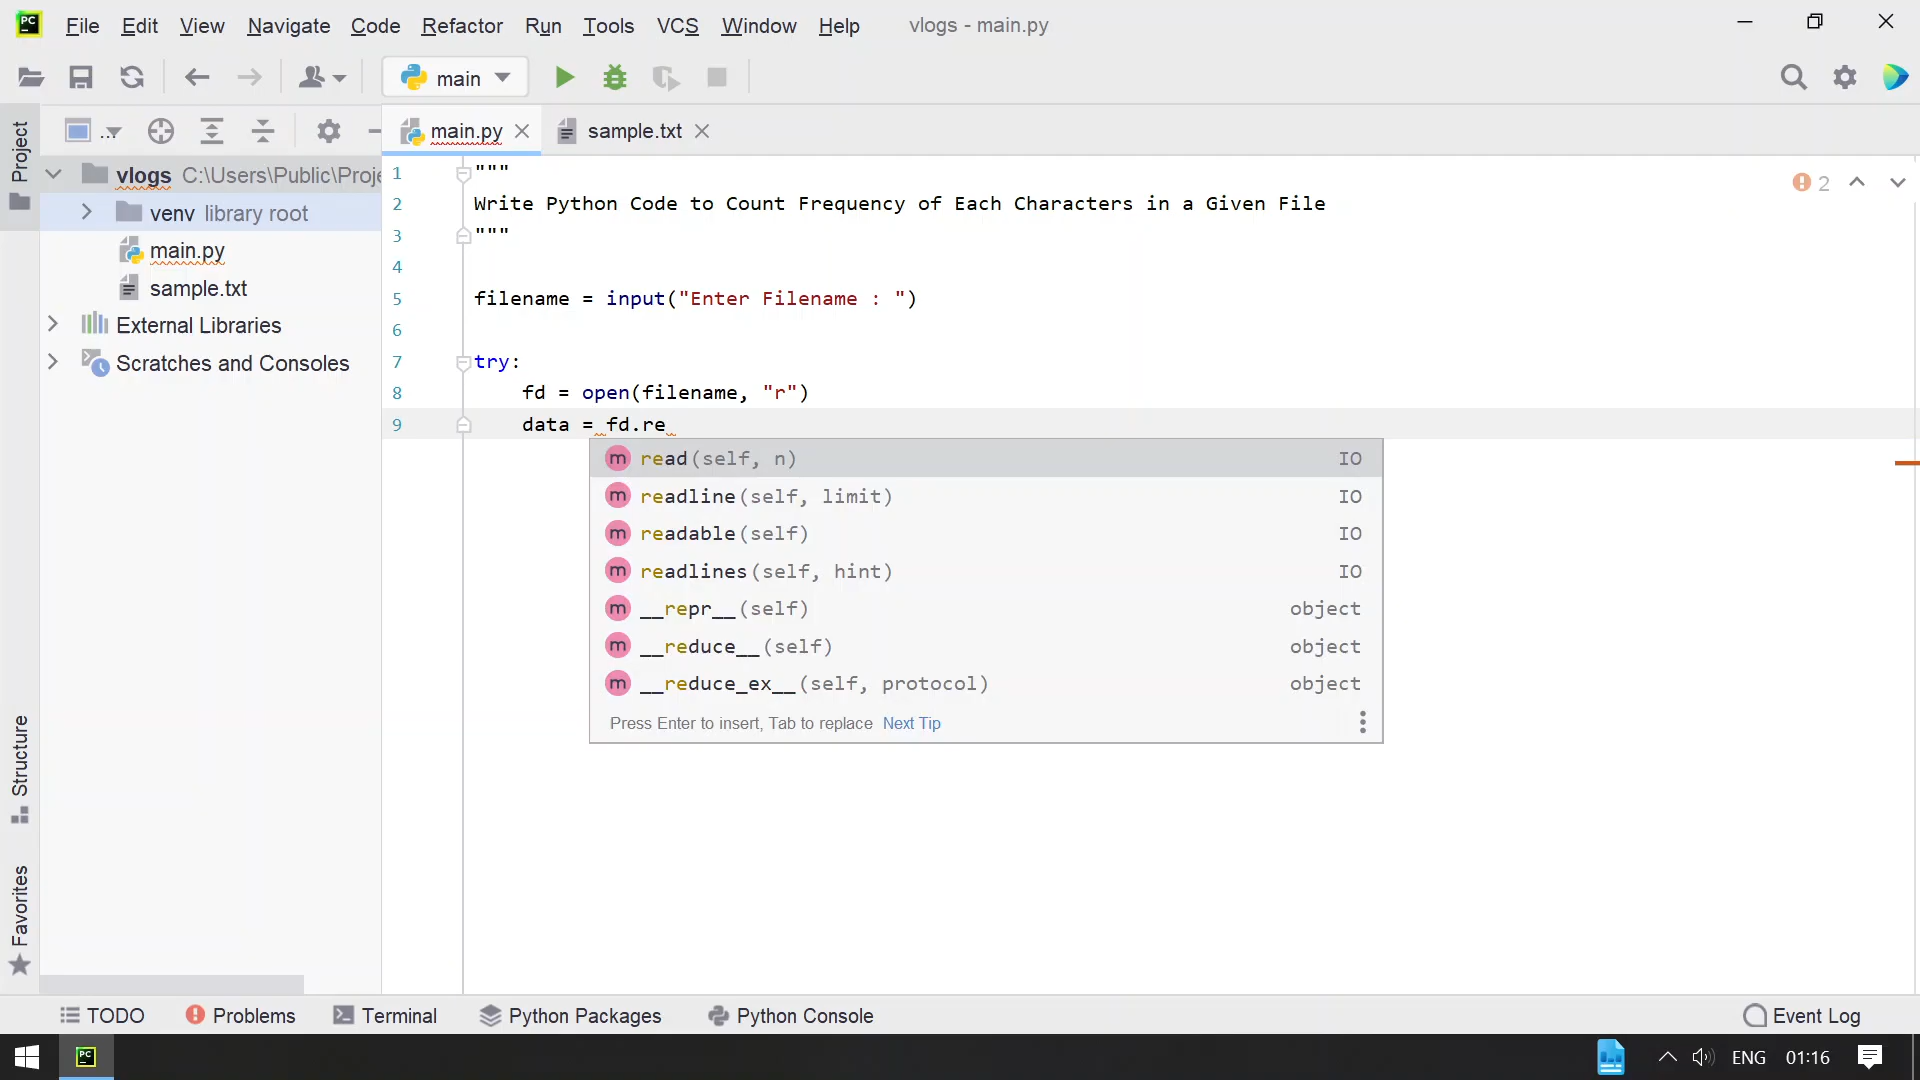 PC File Edit View Navigate Code Refactor Run Tools VCS Window Help vlogs - main.py
main
Project
...
main.py
sample.txt
vlogs C:\Users\Public\Proje
venv library root
main.py
sample.txt
External Libraries
Scratches and Consoles
1 """
2 Write Python Code to Count Frequency of Each Characters in a Given File
3 """
4
5 filename = input("Enter Filename : ")
6
7 try:
8 fd = open(filename, "r")
9 data = fd.re
2
m read(self, n) IO
m readline(self, limit) IO
m readable(self) IO
m readlines(self, hint) IO
m __repr__(self) object
m __reduce__(self) object
m __reduce_ex__(self, protocol) object
Press Enter to insert, Tab to replace Next Tip
Structure
Favorites
TODO Problems Terminal Python Packages Python Console Event Log
PC ENG 01:16